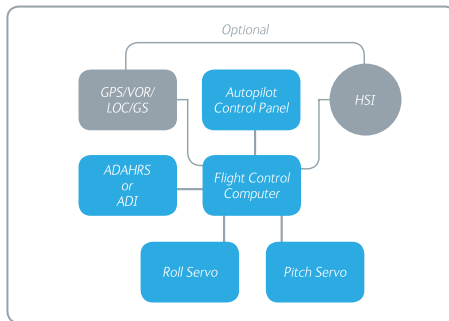 Optional
GPS/VOR/
LOC/GS
Autopilot
Control Panel
HSI
ADAHRS
or
ADI
Flight Control
Computer
Roll Servo
Pitch Servo